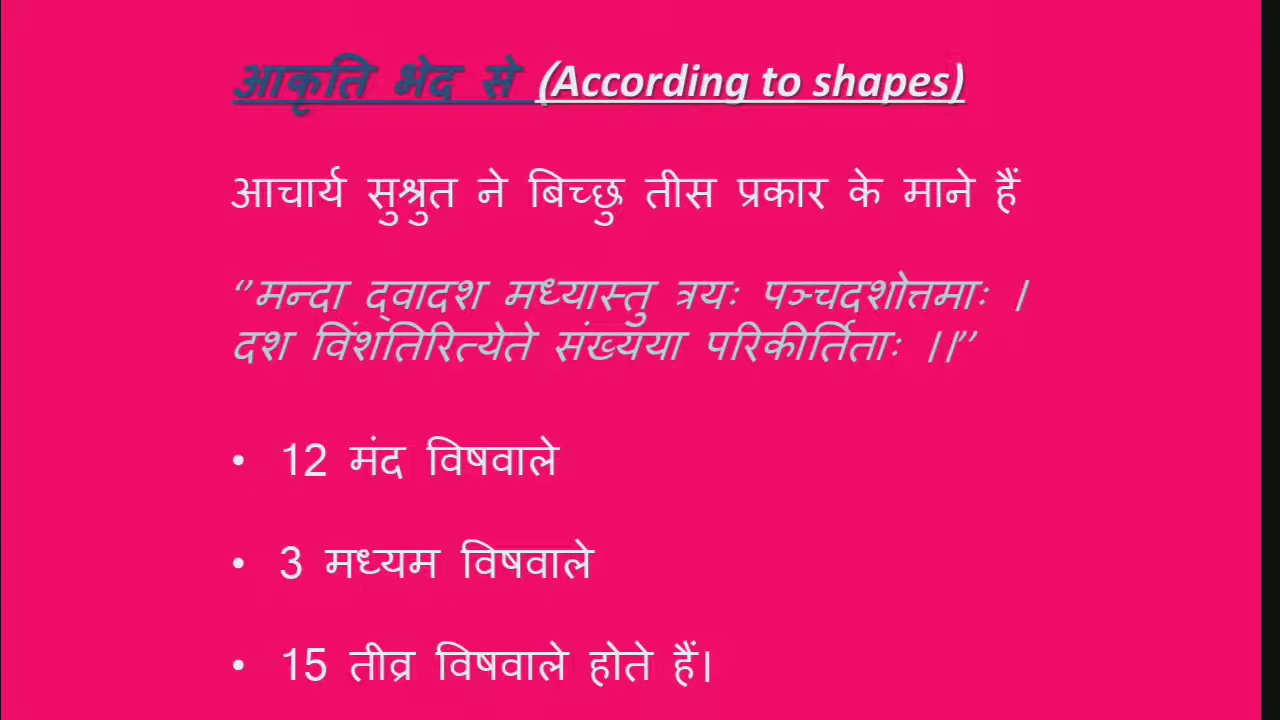 आकृति भेद से (According to shapes)
आचार्य सुश्रुत ने बिच्छु तीस प्रकार के माने हैं
“मन्दा द्वादश मध्यास्तु त्रयः पञ्चदशोत्तमाः ।
दश विंशतिरित्येते संख्यया परिकीर्तिताः ।।”
• 12 मंद विषवाले
• 3 मध्यम विषवाले
• 15 तीव्र विषवाले होते हैं।